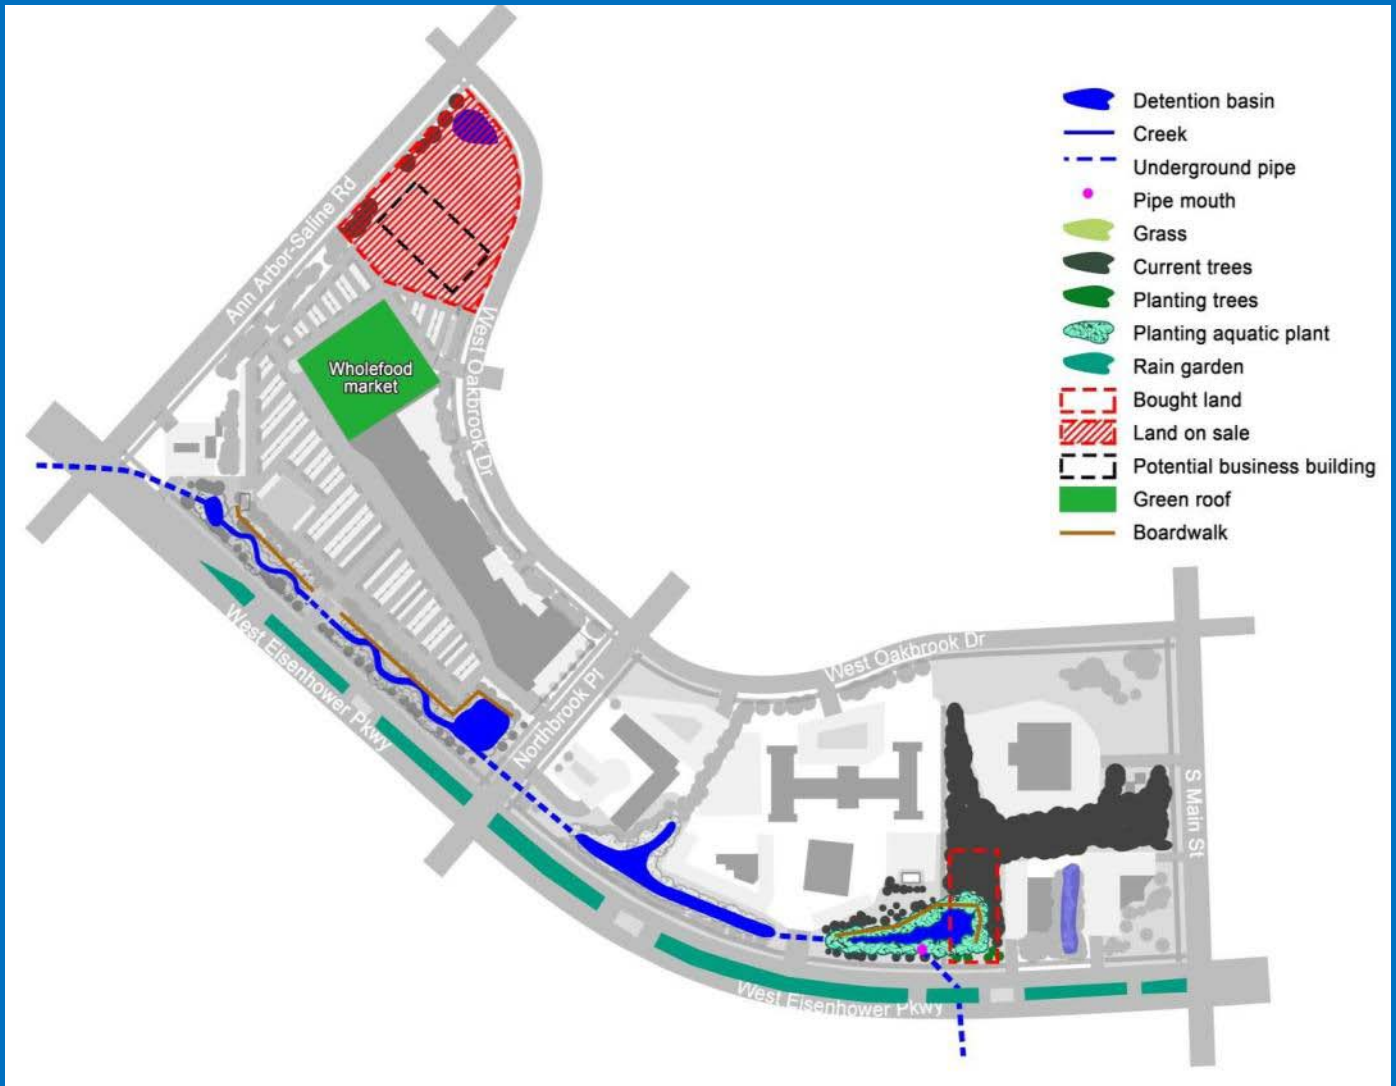 Detention basin
Creek
Underground pipe
Pipe mouth
Grass
Current trees
Planting trees
Planting aquatic plant
Rain garden
Bought land
Land on sale
Potential business building
Green roof
Boardwalk
Ann Arbor-Saline Rd
West Oakbrook Dr
Wholefood
market
West Eisenhower Pkwy
Northbrook Pl
West Oakbrook Dr
S Main St
West Eisenhower Pkwy